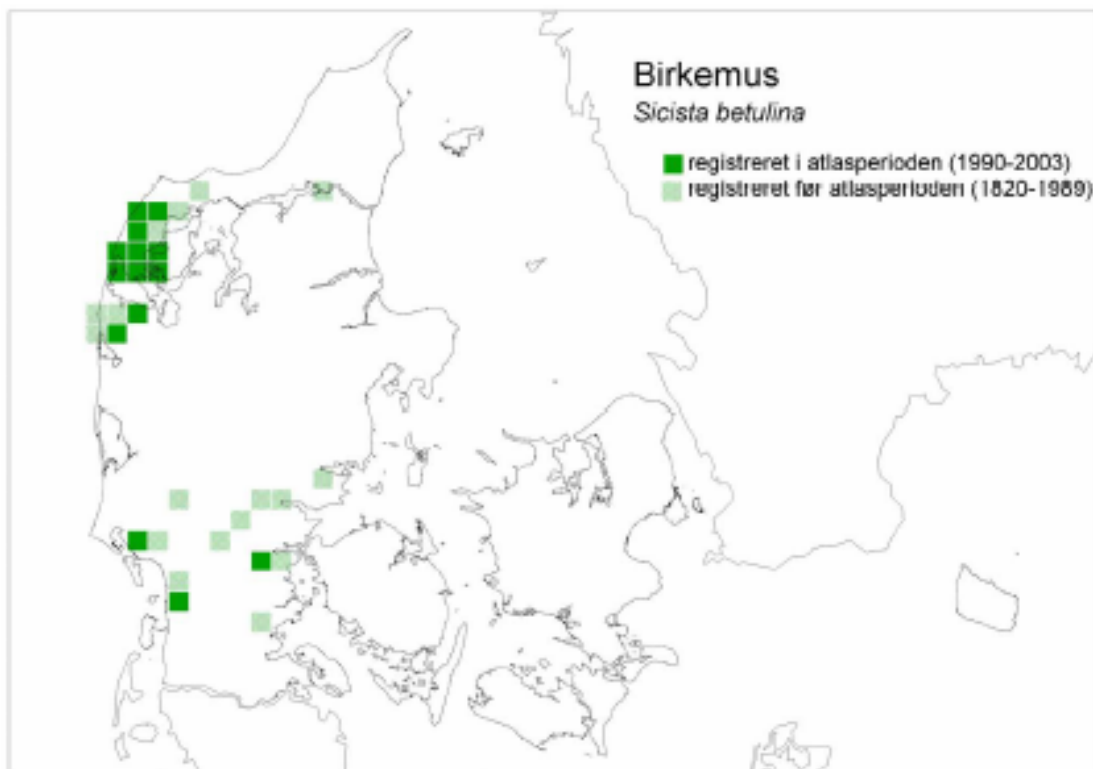 Birkemus
Sicista betulina
registreret i atlasperioden (1990-2003)
registreret før atlasperioden (1820-1989)